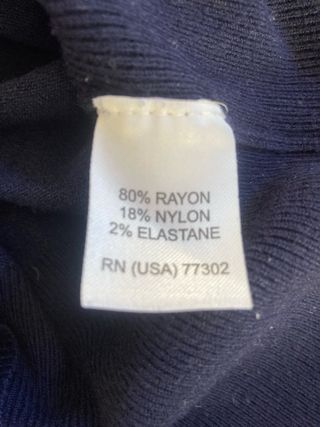 80% RAYON
18% NYLON
2% ELASTANE
RN (USA) 77302